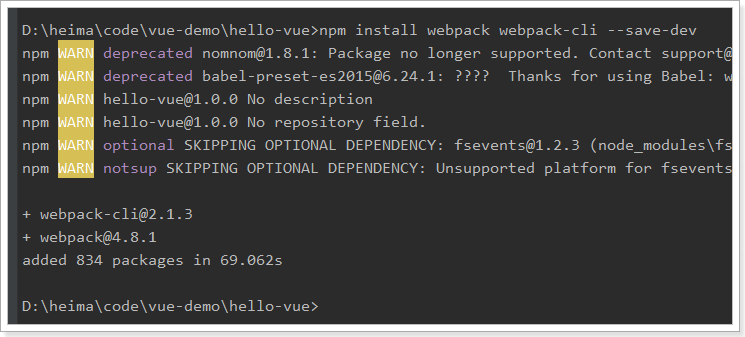 D:\heima\code\vue-demo\hello-vue>npm install webpack webpack-cli --save-dev
npm WARN deprecated nomnom@1.8.1: Package no longer supported. Contact support@
npm WARN deprecated babel-preset-es2015@6.24.1: ????  Thanks for using Babel: w
npm WARN hello-vue@1.0.0 No description
npm WARN hello-vue@1.0.0 No repository field.
npm WARN optional SKIPPING OPTIONAL DEPENDENCY: fsevents@1.2.3 (node_modules\fs
npm WARN notsup SKIPPING OPTIONAL DEPENDENCY: Unsupported platform for fsevents
+ webpack-cli@2.1.3
+ webpack@4.8.1
added 834 packages in 69.062s
D:\heima\code\vue-demo\hello-vue>